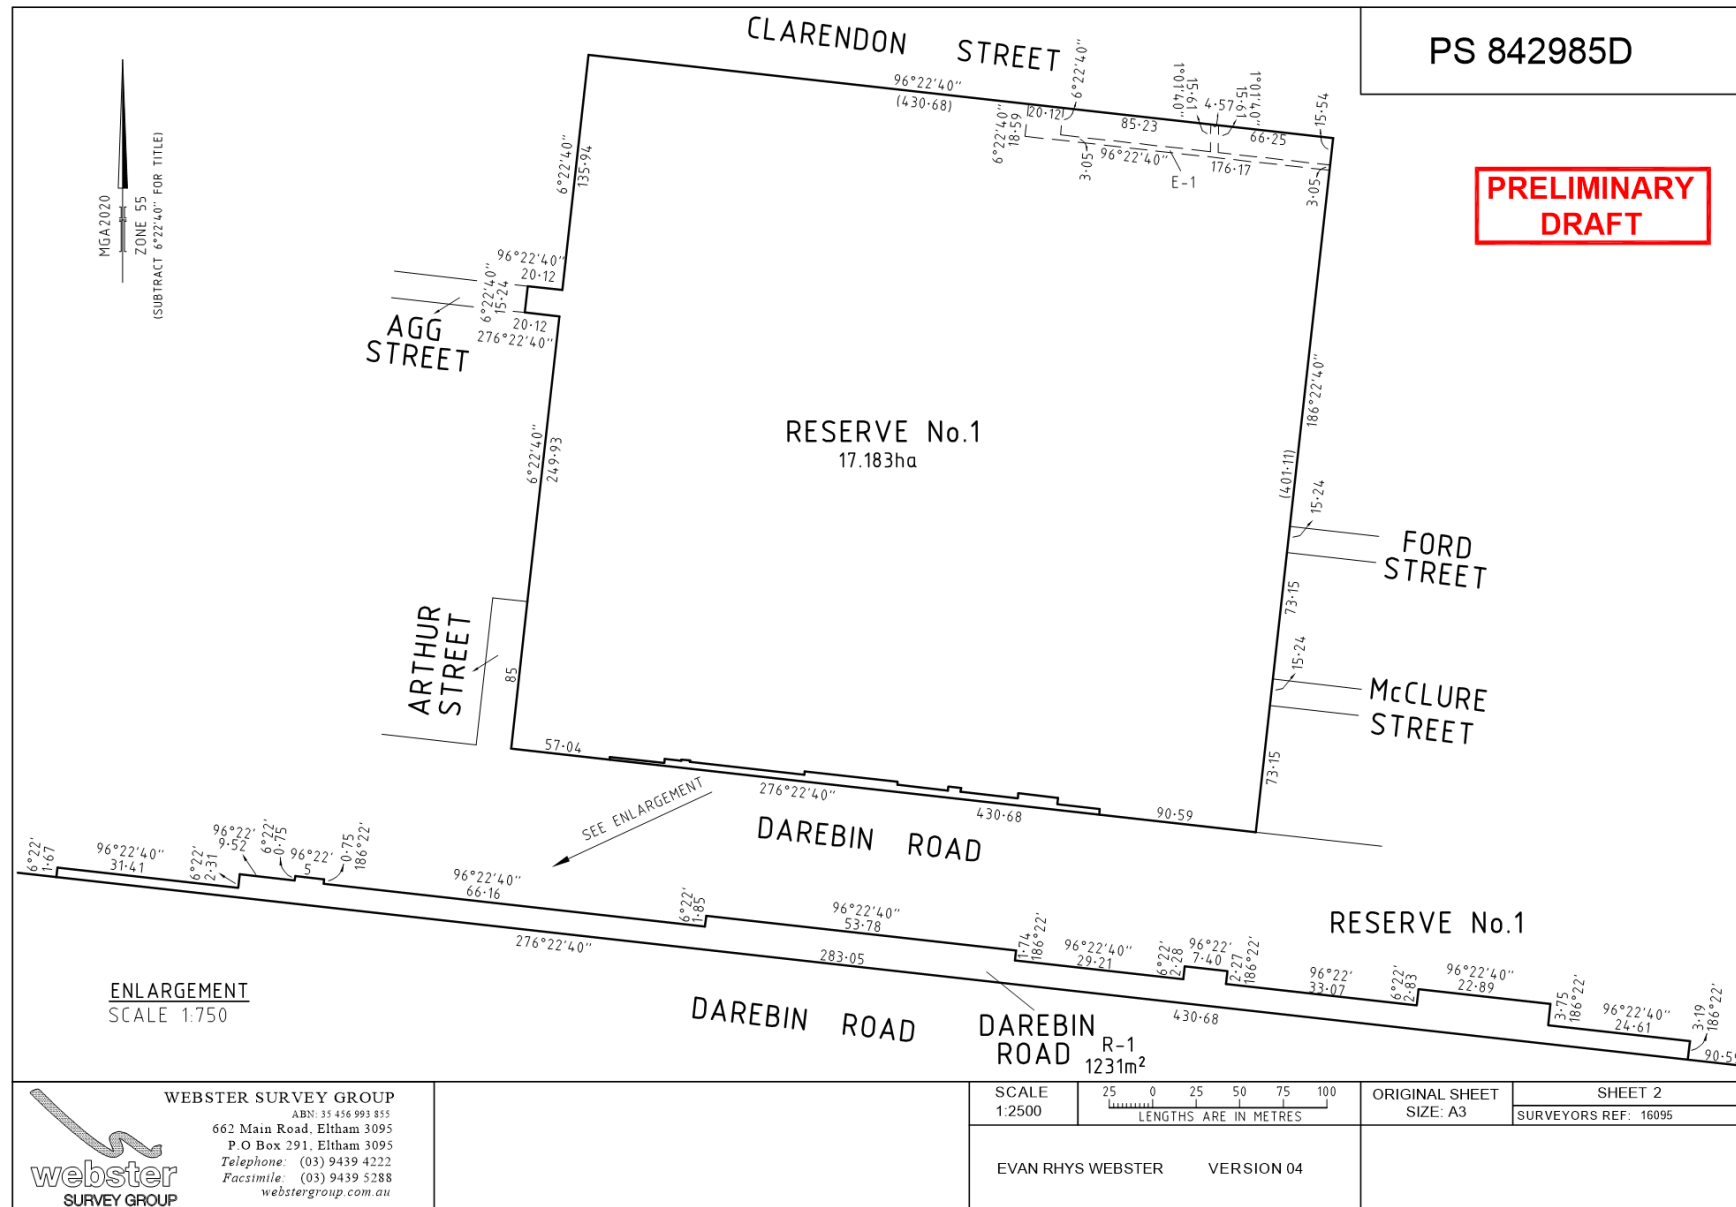 PS 842985D
CLARENDON STREET
96°22'40"
(430·68)
6°22'40"
20·12
6°22'40"
18·59
85·23
1°01'40"
15·61
4·57
15·61
1°01'40"
66·25
15·54
3·05
96°22'40"
176·17
E-1
3·05
PRELIMINARY
DRAFT
MGA2020
ZONE 55
(SUBTRACT 6°22'40" FOR TITLE)
6°22'40"
135·94
96°22'40"
20·12
6°22'40"
15·24
20·12
276°22'40"
AGG
STREET
RESERVE No.1
17.183ha
6°22'40"
249·93
186°22'40"
(401·11)
15·24
FORD
STREET
73·15
15·24
McCLURE
STREET
73·15
ARTHUR
STREET
85
57·04
276°22'40"
430·68
90·59
SEE ENLARGEMENT
DAREBIN ROAD
6°22'
1·67
96°22'40"
31·41
6°22'
2·31
96°22'
9·52
6°22'
0·75
96°22'
5
0·75
186°22'
96°22'40"
66·16
6°22'
1·85
96°22'40"
53·78
1·74
186°22'
96°22'40"
29·21
6°22'
2·28
96°22'
7·40
2·27
186°22'
96°22'
33·07
6°22'
2·83
96°22'40"
22·89
3·75
186°22'
96°22'40"
24·61
3·19
186°22'
90·59
RESERVE No.1
276°22'40"
283·05
430·68
ENLARGEMENT
SCALE 1:750
DAREBIN ROAD
DAREBIN
ROAD
R-1
1231m²
WEBSTER SURVEY GROUP
ABN: 35 456 993 855
662 Main Road, Eltham 3095
P.O Box 291, Eltham 3095
Telephone: (03) 9439 4222
Facsimile: (03) 9439 5288
webstergroup.com.au
webster
SURVEY GROUP
SCALE
1:2500
25 0 25 50 75 100
LENGTHS ARE IN METRES
ORIGINAL SHEET
SIZE: A3
SHEET 2
SURVEYORS REF: 16095
EVAN RHYS WEBSTER VERSION 04